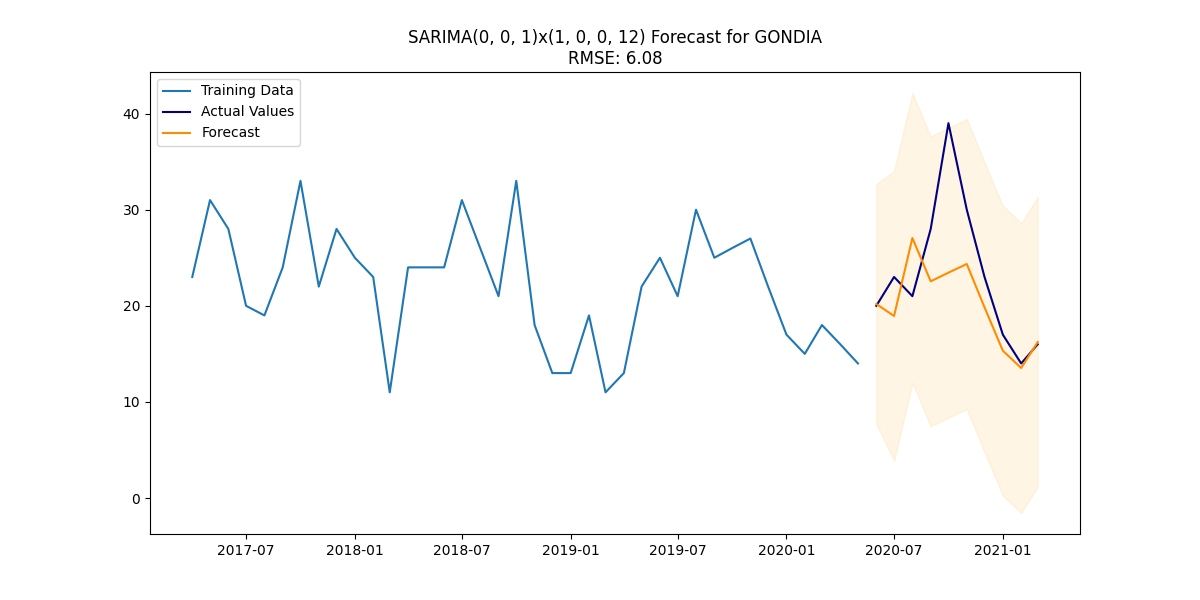 SARIMA(0, 0, 1)x(1, 0, 0, 12) Forecast for GONDIA
RMSE: 6.08
Training Data
Actual Values
Forecast
40
30
20
10
0
2017-07 2018-01 2018-07 2019-01 2019-07 2020-01 2020-07 2021-01